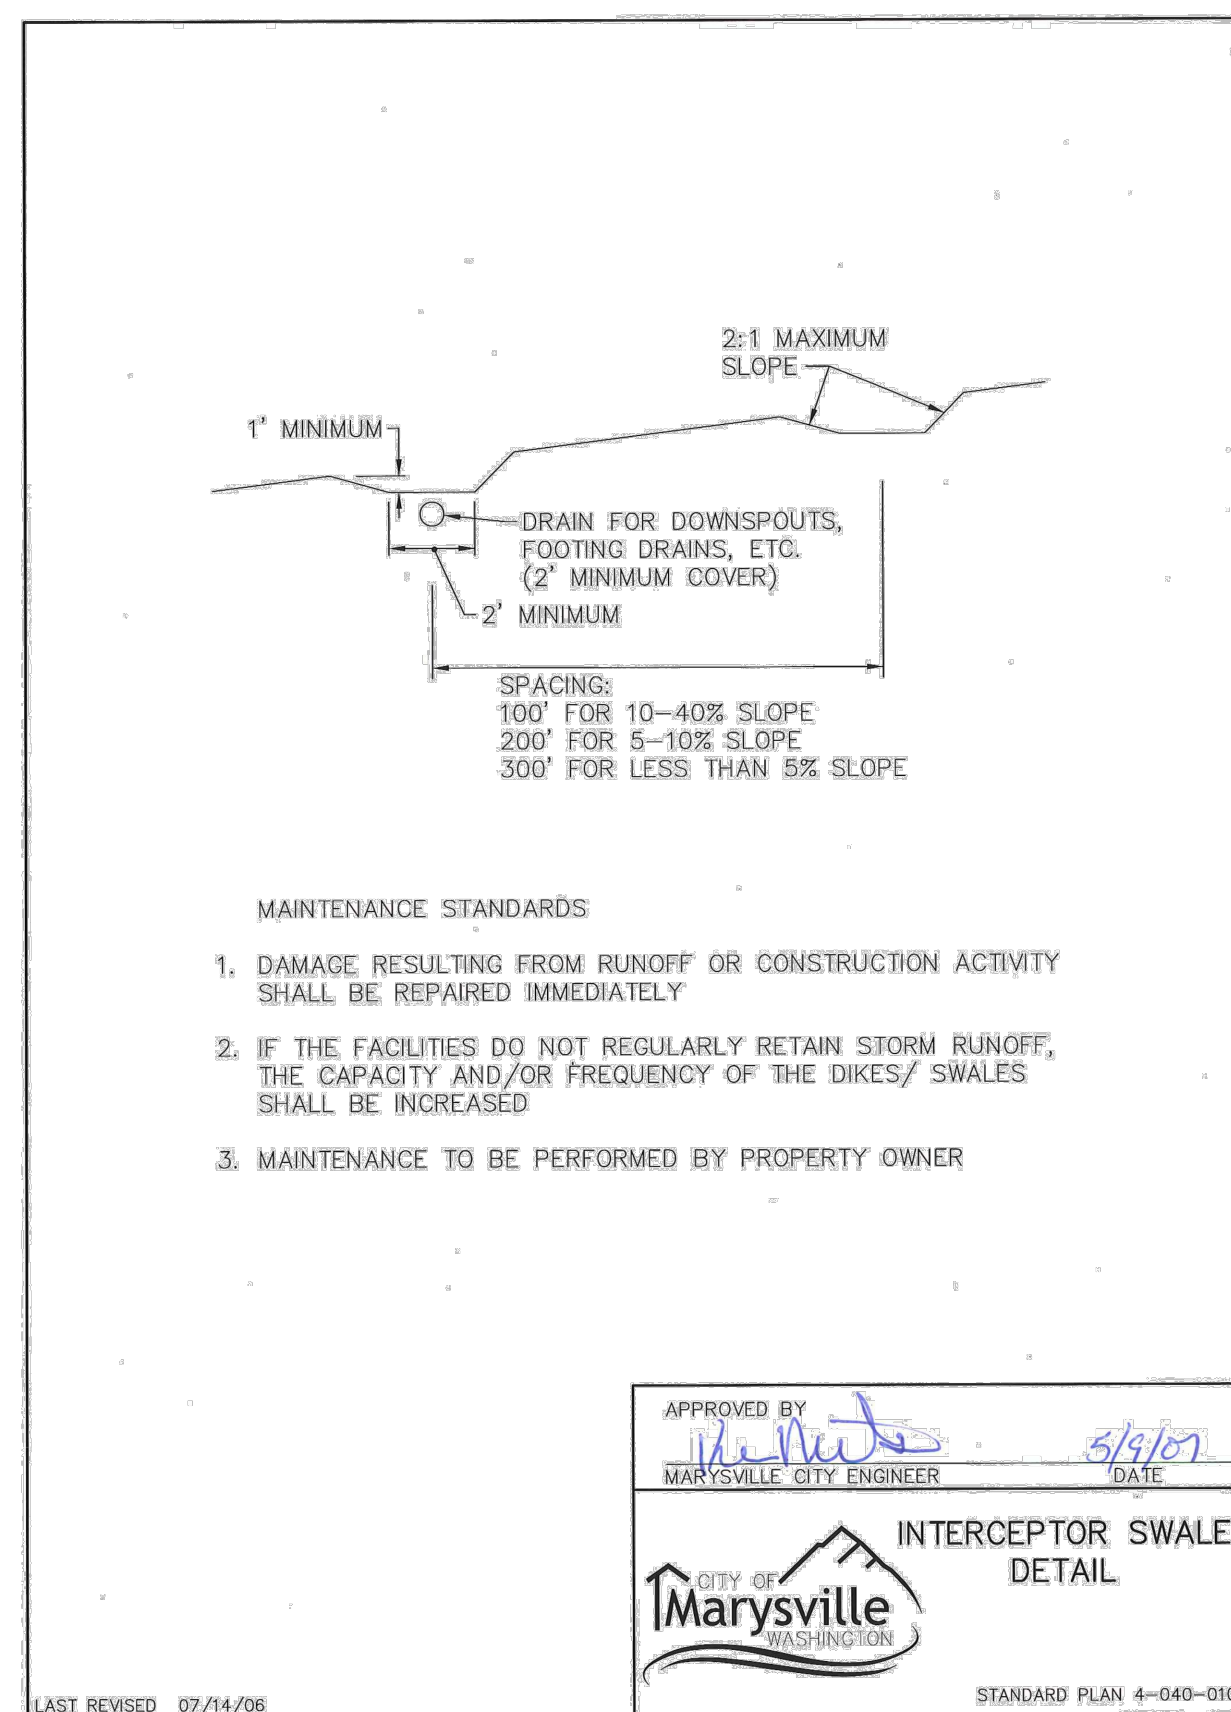 2:1 MAXIMUM
SLOPE
1' MINIMUM
DRAIN FOR DOWNSPOUTS,
FOOTING DRAINS, ETC.
(2' MINIMUM COVER)
2' MINIMUM
SPACING:
100' FOR 10-40% SLOPE
200' FOR 5-10% SLOPE
300' FOR LESS THAN 5% SLOPE
MAINTENANCE STANDARDS
1. DAMAGE RESULTING FROM RUNOFF OR CONSTRUCTION ACTIVITY
SHALL BE REPAIRED IMMEDIATELY
2. IF THE FACILITIES DO NOT REGULARLY RETAIN STORM RUNOFF,
THE CAPACITY AND/OR FREQUENCY OF THE DIKES/ SWALES
SHALL BE INCREASED
3. MAINTENANCE TO BE PERFORMED BY PROPERTY OWNER
APPROVED BY
5/9/07
MARYSVILLE CITY ENGINEER DATE
INTERCEPTOR SWALE
DETAIL
CITY OF
Marysville
WASHINGTON
STANDARD PLAN 4-040-010
LAST REVISED 07/14/06